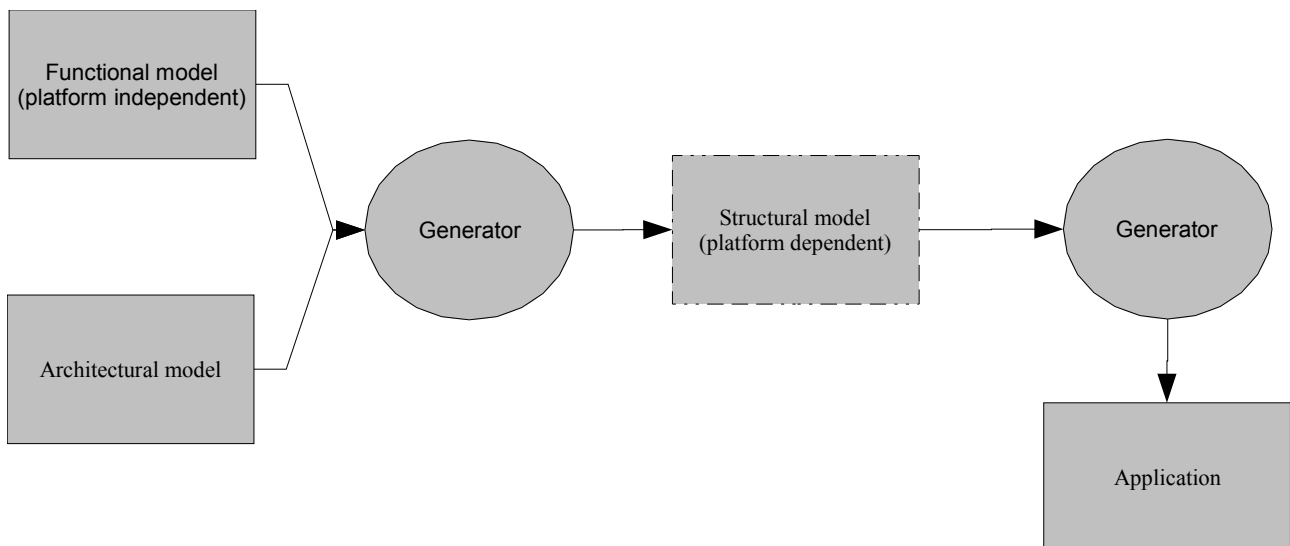 Functional model
(platform independent)
Generator
Structural model
(platform dependent)
Generator
Architectural model
Application